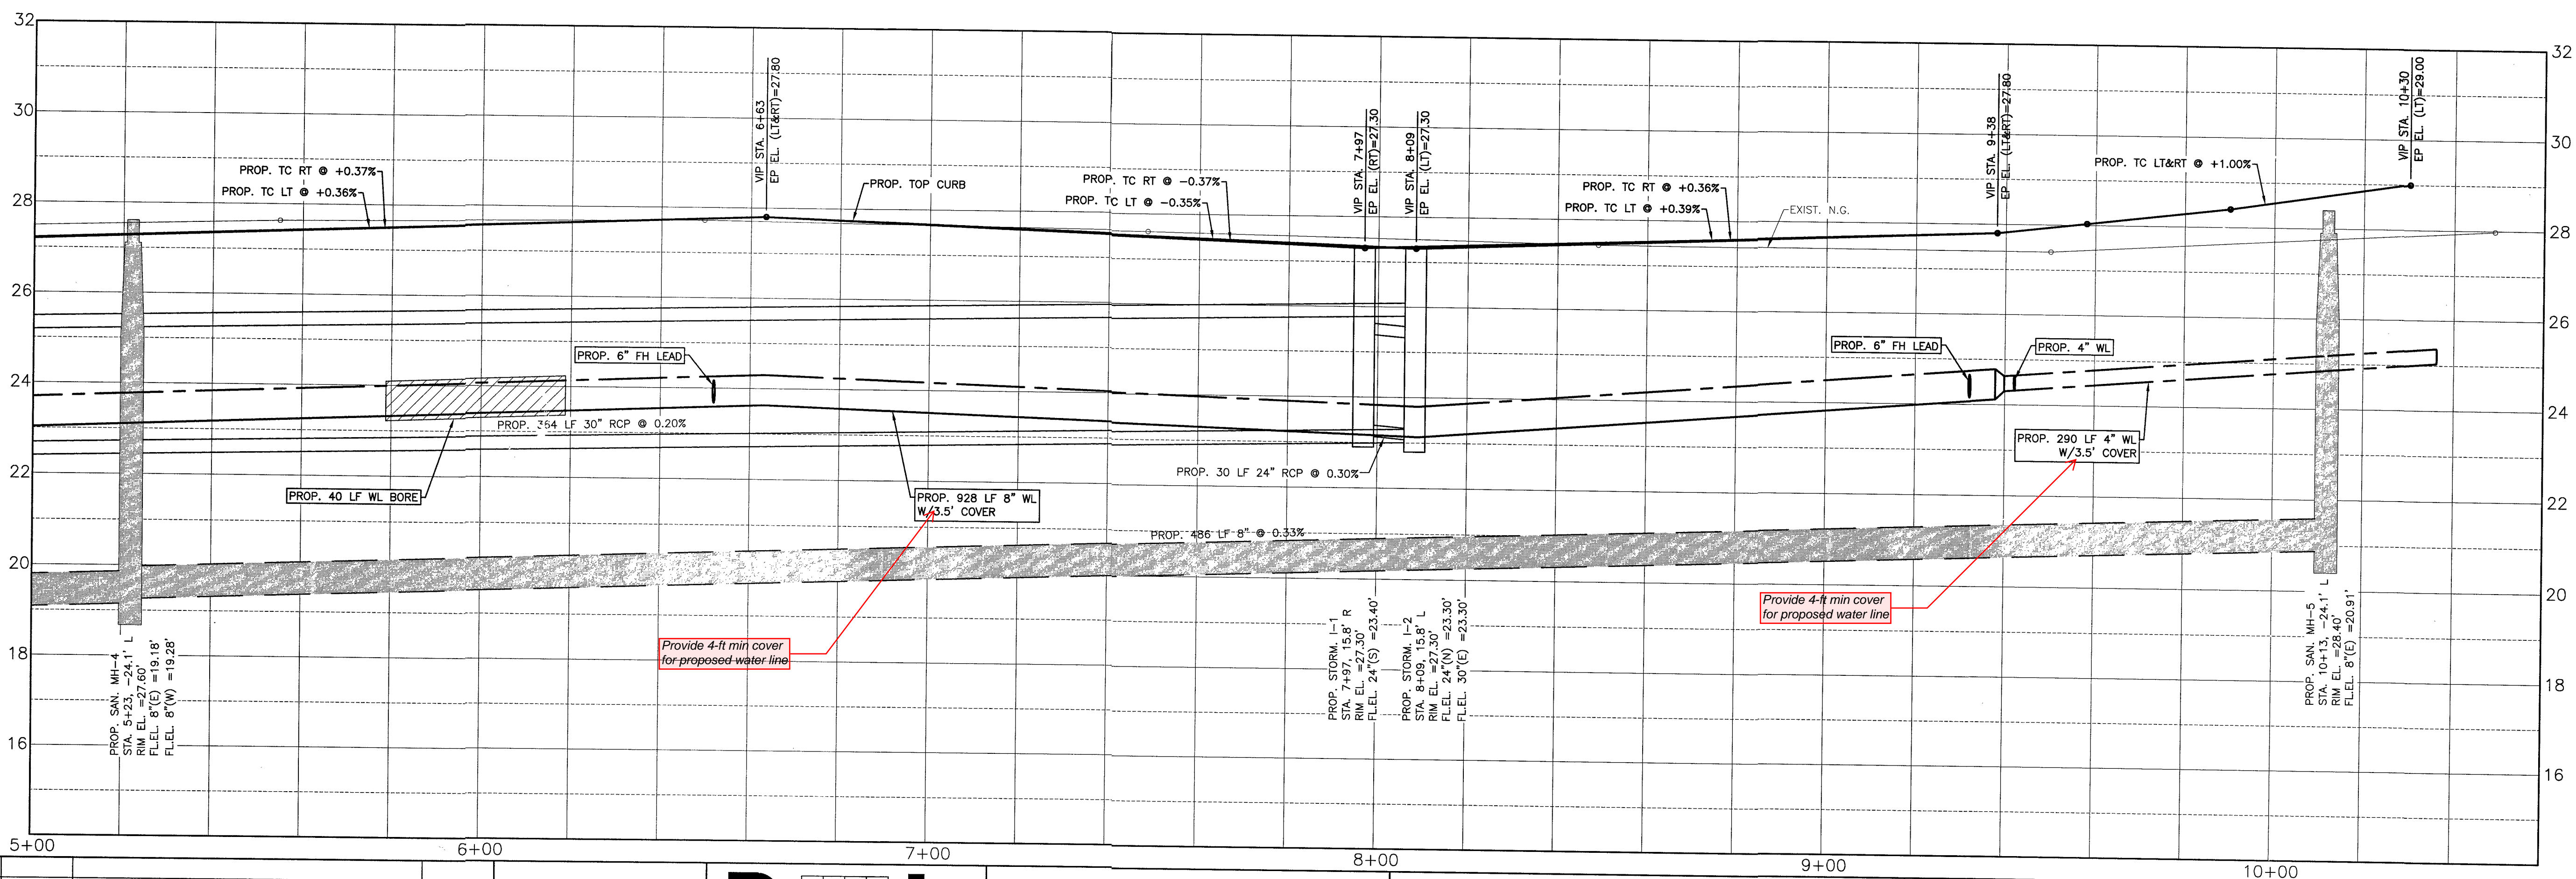 32
30
28
26
24
22
20
18
16
32
30
28
26
24
22
20
18
16
VIP STA. 6+63
EP EL. (LT&RT)=27.80
VIP STA. 7+97
EP EL. (RT)=27.30
VIP STA. 8+09
EP EL. (LT)=27.30
VIP STA. 9+38
EP EL. (LT&RT)=27.80
VIP STA. 10+30
EP EL. (LT)=29.00
PROP. TC RT @ +0.37%
PROP. TC LT @ +0.36%
PROP. TOP CURB
PROP. TC RT @ -0.37%
PROP. TC LT @ -0.35%
PROP. TC RT @ +0.36%
PROP. TC LT @ +0.39%
EXIST. N.G.
PROP. TC LT&RT @ +1.00%
PROP. 6" FH LEAD
PROP. 6" FH LEAD
PROP. 4" WL
PROP. 364 LF 30" RCP @ 0.20%
PROP. 40 LF WL BORE
PROP. 928 LF 8" WL
W/3.5' COVER
PROP. 30 LF 24" RCP @ 0.30%
PROP. 290 LF 4" WL
W/3.5' COVER
PROP. 486 LF 8" @ 0.33%
Provide 4-ft min cover
for proposed water line
Provide 4-ft min cover
for proposed water line
PROP. SAN. MH-4
STA. 5+23, -24.1' L
RIM EL. =27.60'
FL.EL. 8"(E) =19.18'
FL.EL. 8"(W) =19.28'
PROP. STORM. I-1
STA. 7+97, 15.8' R
RIM EL. =27.30'
FL.EL. 24"(S) =23.40'
PROP. STORM. I-2
STA. 8+09, 15.8' L
RIM EL. =27.30'
FL.EL. 24"(N) =23.30'
FL.EL. 30"(E) =23.30'
PROP. SAN. MH-5
STA. 10+13, -24.1' L
RIM EL. =28.40'
FL.EL. 8"(E) =20.91'
5+00
6+00
7+00
8+00
9+00
10+00